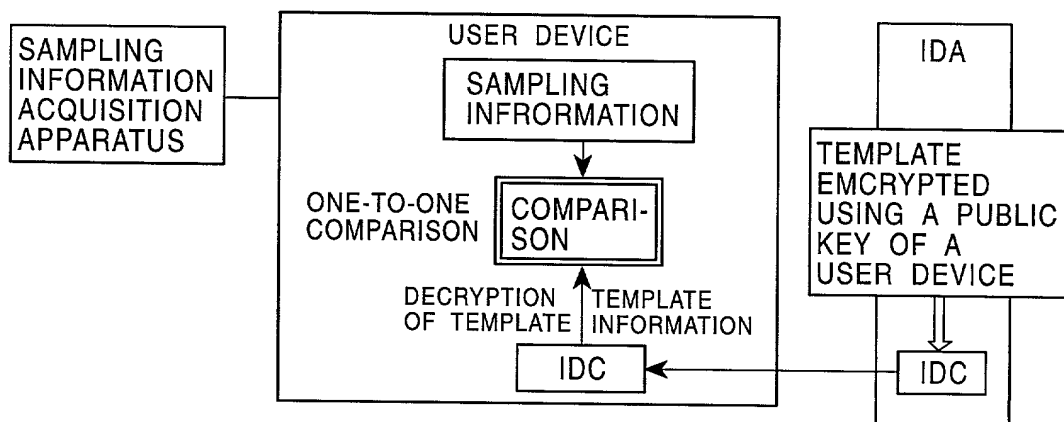 SAMPLING
INFORMATION
ACQUISITION
APPARATUS
USER DEVICE
SAMPLING
INFRORMATION
ONE-TO-ONE
COMPARISON
COMPARI-
SON
DECRYPTION
OF TEMPLATE
TEMPLATE
INFORMATION
IDC
IDA
TEMPLATE
EMCRYPTED
USING A PUBLIC
KEY OF A
USER DEVICE
IDC